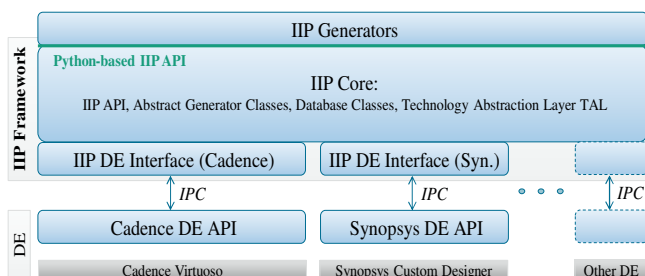 IIP Generators
Python-based IIP API
IIP Core:
IIP API, Abstract Generator Classes, Database Classes, Technology Abstraction Layer TAL
IIP Framework
IIP DE Interface (Cadence)
IIP DE Interface (Syn.)
IPC
IPC
IPC
DE
Cadence DE API
Synopsys DE API
Cadence Virtuoso
Synopsys Custom Designer
Other DE